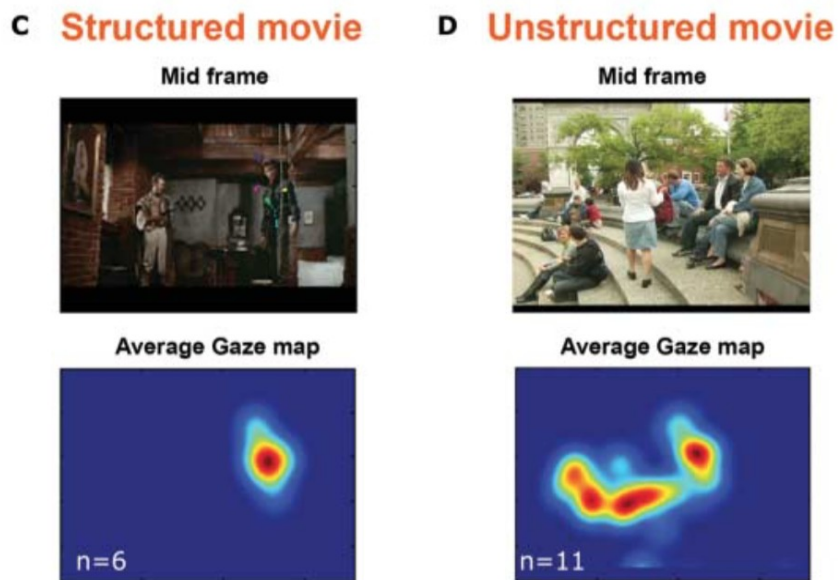 C Structured movie
Mid frame
Average Gaze map
n=6
D Unstructured movie
Mid frame
Average Gaze map
n=11